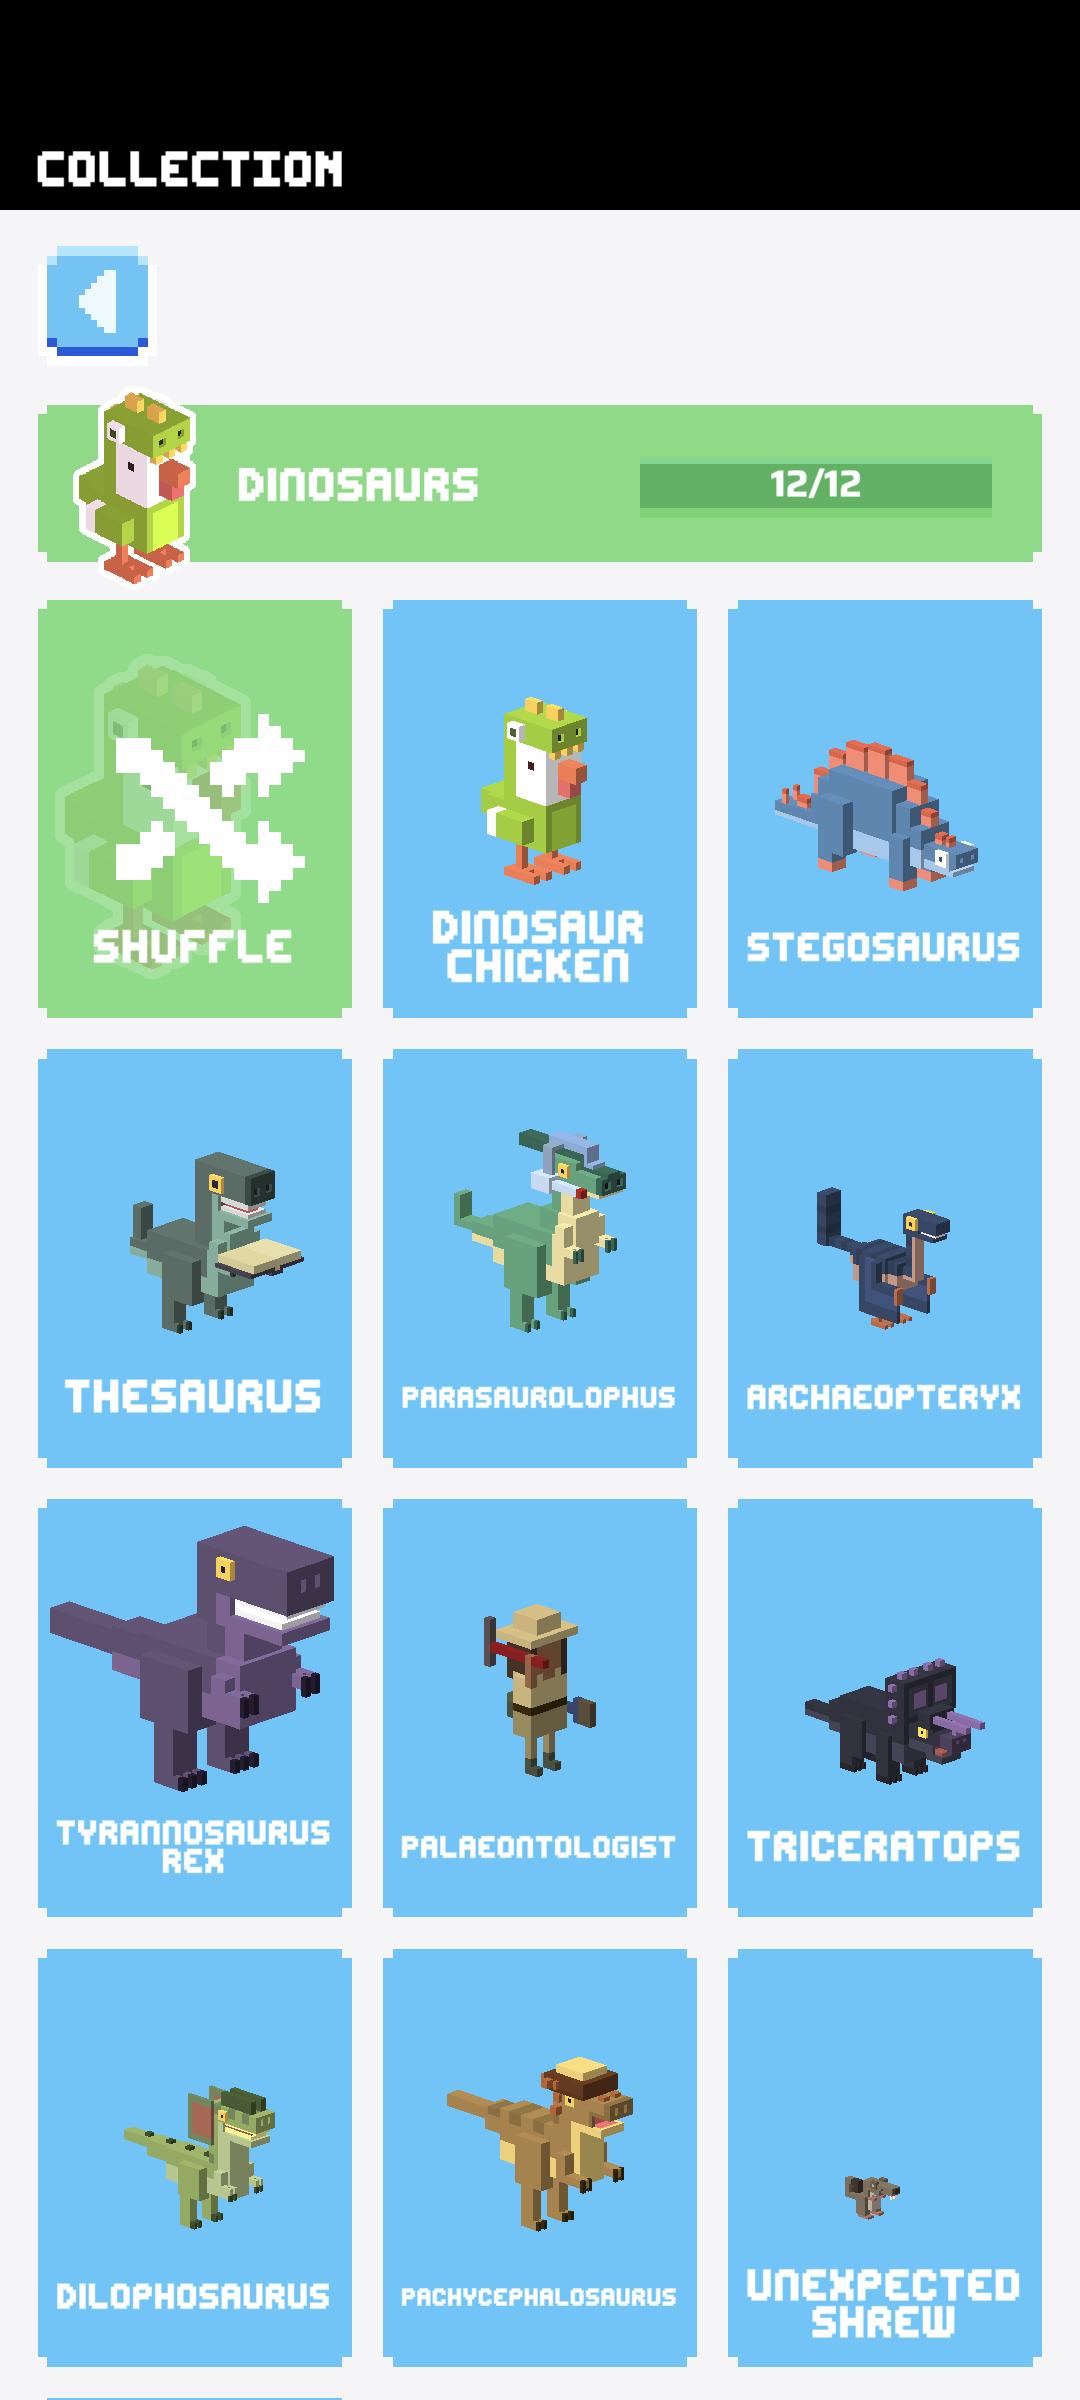 COLLECTION
DINOSAURS
12/12
SHUFFLE
DINOSAUR
CHICKEN
STEGOSAURUS
THESAURUS
PARASAUROLOPHUS
ARCHAEOPTERYX
TYRANNOSAURUS
REX
PALAEONTOLOGIST
TRICERATOPS
DILOPHOSAURUS
PACHYCEPHALOSAURUS
UNEXPECTED
SHREW